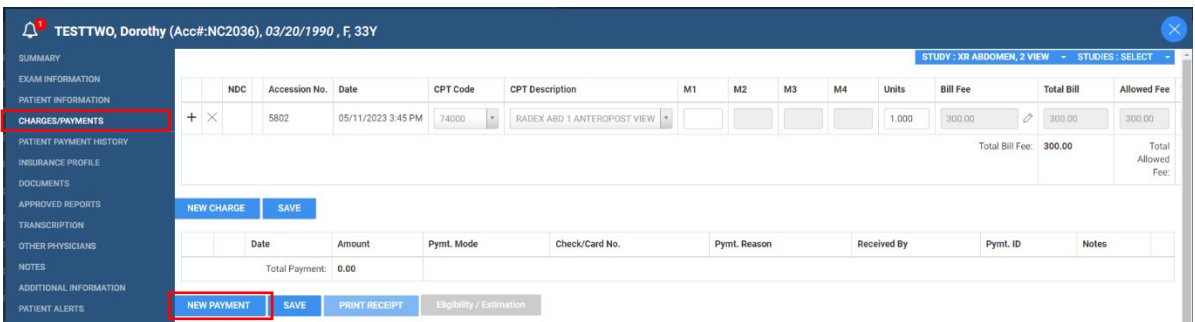 1
TESTTWO, Dorothy (Acc#:NC2036), 03/20/1990 , F, 33Y
STUDY : XR ABDOMEN, 2 VIEW STUDIES : SELECT
SUMMARY
EXAM INFORMATION
PATIENT INFORMATION
CHARGES/PAYMENTS
PATIENT PAYMENT HISTORY
INSURANCE PROFILE
DOCUMENTS
APPROVED REPORTS
TRANSCRIPTION
OTHER PHYSICIANS
NOTES
ADDITIONAL INFORMATION
PATIENT ALERTS
NDC Accession No. Date CPT Code CPT Description M1 M2 M3 M4 Units Bill Fee Total Bill Allowed Fee
5802 05/11/2023 3:45 PM 74000 RADEX ABD 1 ANTEROPOST VIEW 1.000 300.00 300.00 300.00
Total Bill Fee: 300.00 Total
Allowed
Fee:
NEW CHARGE SAVE
Date Amount Pymt. Mode Check/Card No. Pymt. Reason Received By Pymt. ID Notes
Total Payment: 0.00
NEW PAYMENT SAVE PRINT RECEIPT Eligibility / Estimation